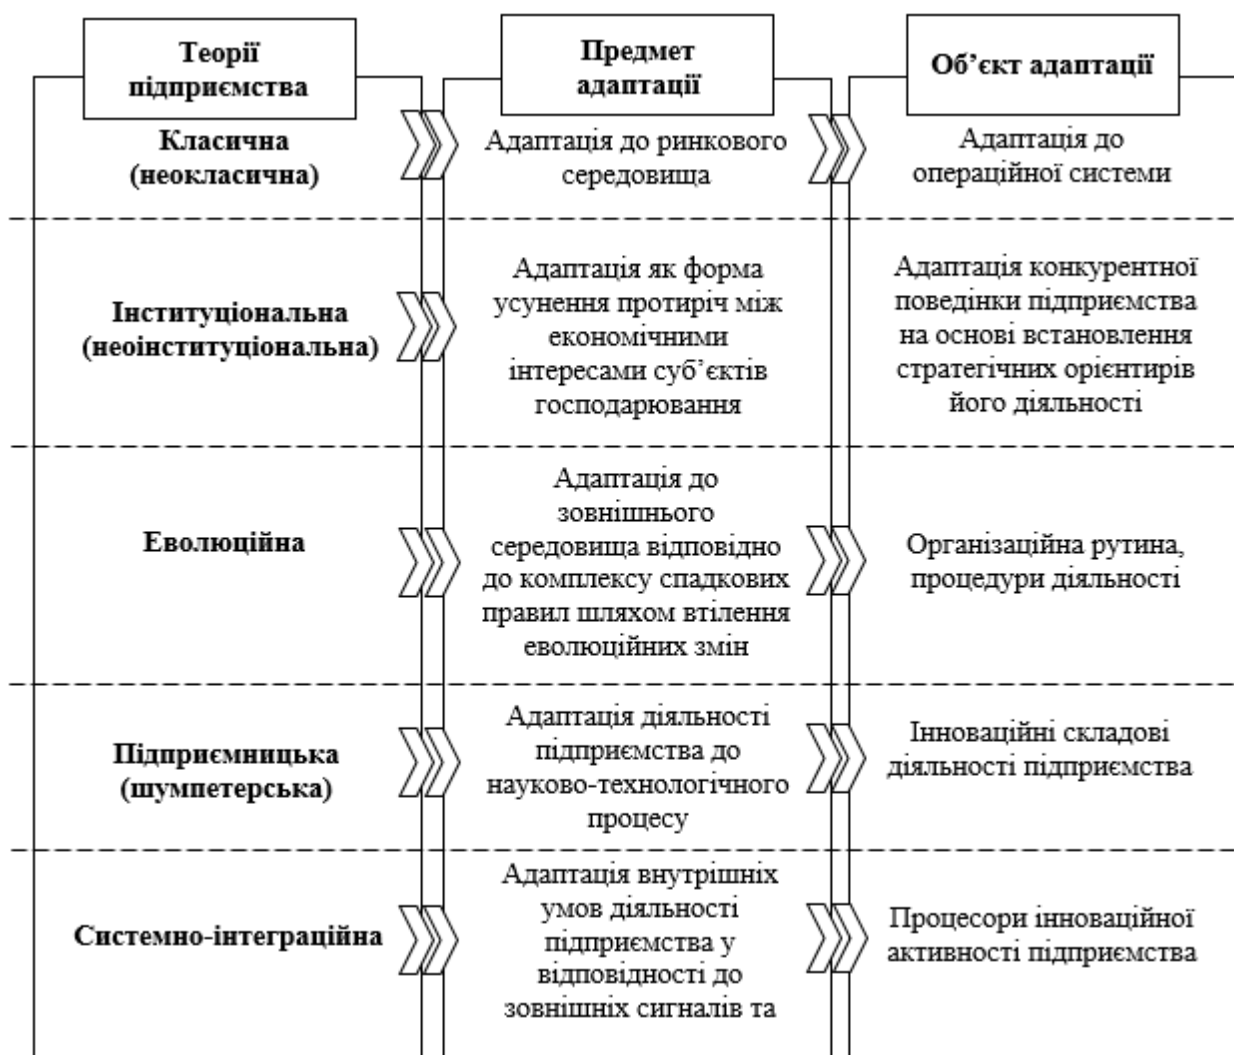 Теорії
підприємства
Предмет
адаптації
Об’єкт адаптації
Класична
(неокласична)
Адаптація до ринкового
середовища
Адаптація до
операційної системи
Інституціональна
(неоінституціональна)
Адаптація як форма
усунення протиріч між
економічними
інтересами суб’єктів
господарювання
Адаптація конкурентної
поведінки підприємства
на основі встановлення
стратегічних орієнтирів
його діяльності
Еволюційна
Адаптація до
зовнішнього
середовища відповідно
до комплексу спадкових
правил шляхом втілення
еволюційних змін
Організаційна рутина,
процедури діяльності
Підприємницька
(шумпетерська)
Адаптація діяльності
підприємства до
науково-технологічного
процесу
Інноваційні складові
діяльності підприємства
Системно-інтеграційна
Адаптація внутрішніх
умов діяльності
підприємства у
відповідності до
зовнішніх сигналів та
Процесори інноваційної
активності підприємства